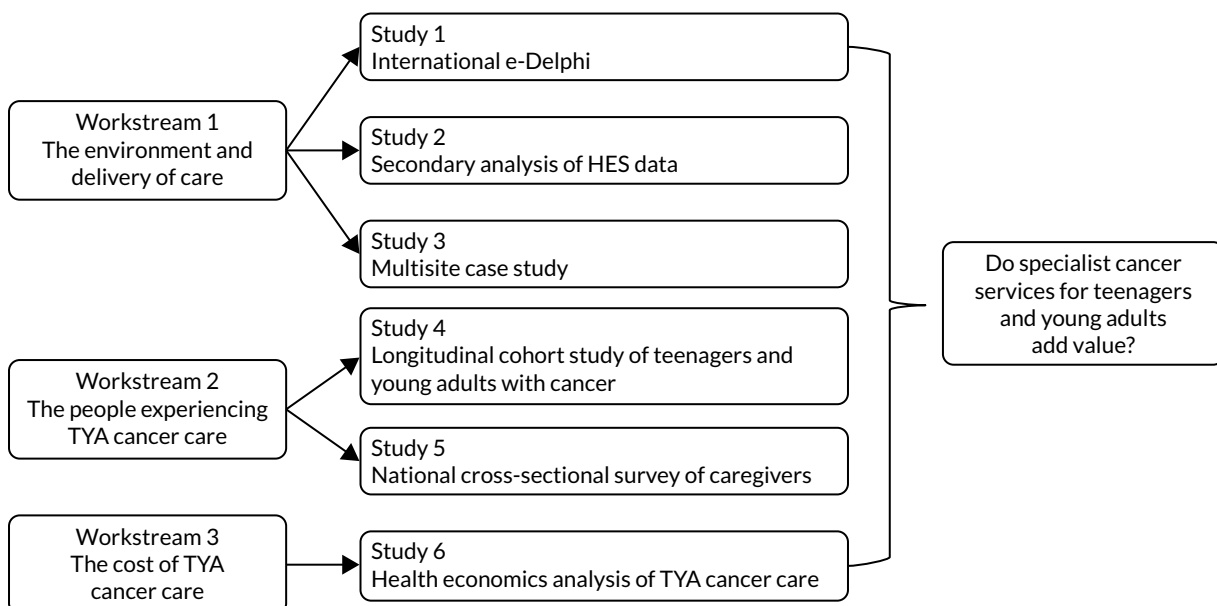 Workstream 1
The environment and
delivery of care
Study 1
International e-Delphi
Study 2
Secondary analysis of HES data
Study 3
Multisite case study
Workstream 2
The people experiencing
TYA cancer care
Study 4
Longitudinal cohort study of teenagers and
young adults with cancer
Study 5
National cross-sectional survey of caregivers
Workstream 3
The cost of TYA
cancer care
Study 6
Health economics analysis of TYA cancer care
Do specialist cancer
services for teenagers
and young adults
add value?